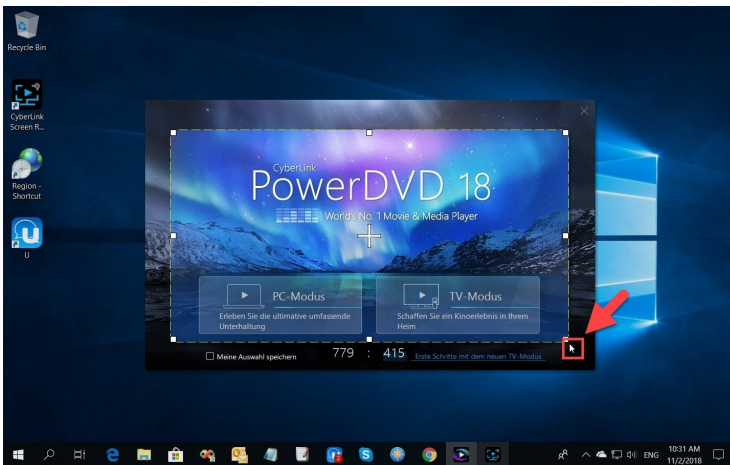 Recycle Bin
CyberLink
Screen R...
Region -
Shortcut
U
CyberLink
PowerDVD 18
World's No. 1 Movie & Media Player
PC-Modus
Erleben Sie die ultimative umfassende
Unterhaltung
TV-Modus
Schaffen Sie ein Kinoerlebnis in Ihrem
Heim
Meine Auswahl speichern
779 : 415
Erste Schritte mit dem neuen TV-Modus
ENG
10:31 AM
11/2/2018